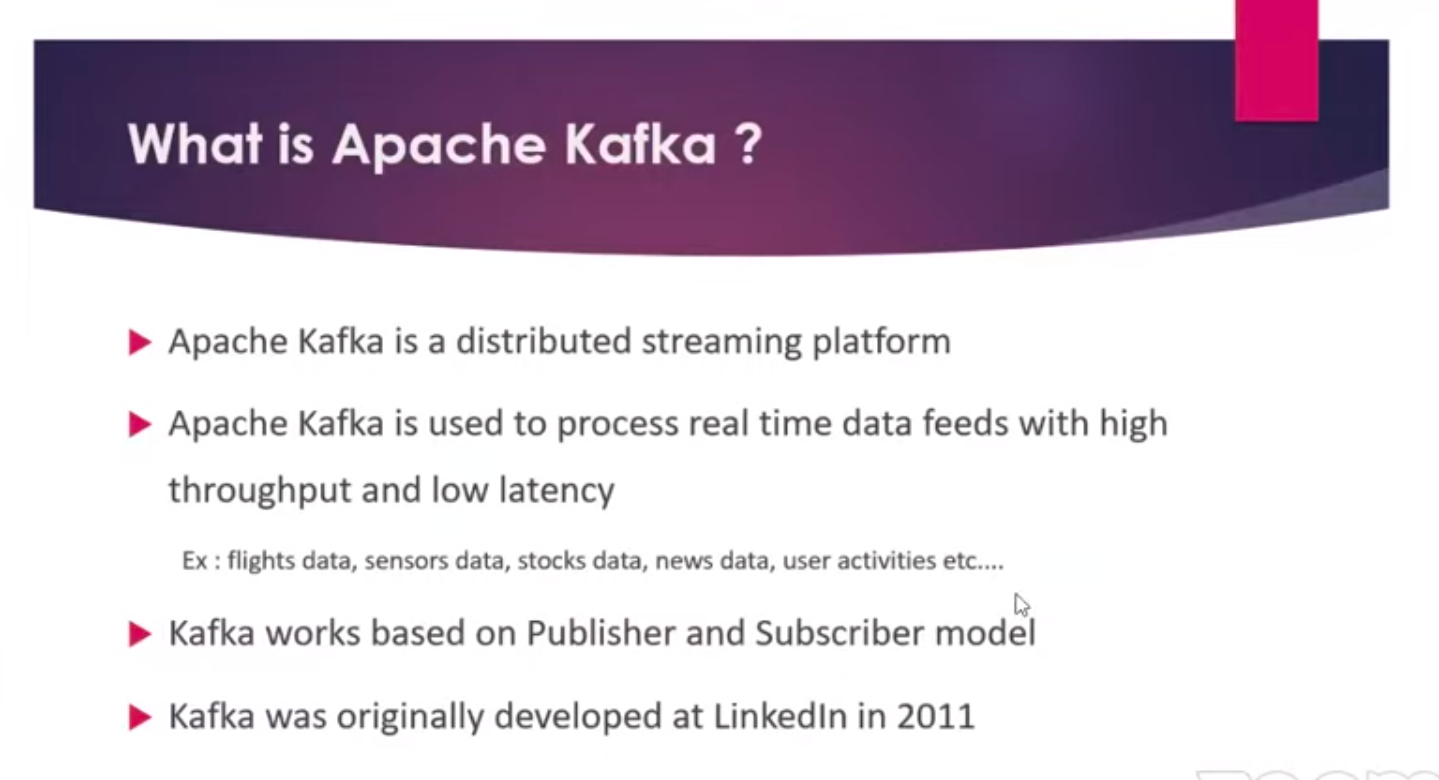 What is Apache Kafka ?
Apache Kafka is a distributed streaming platform
Apache Kafka is used to process real time data feeds with high
throughput and low latency
Ex : flights data, sensors data, stocks data, news data, user activities etc....
Kafka works based on Publisher and Subscriber model
Kafka was originally developed at LinkedIn in 2011